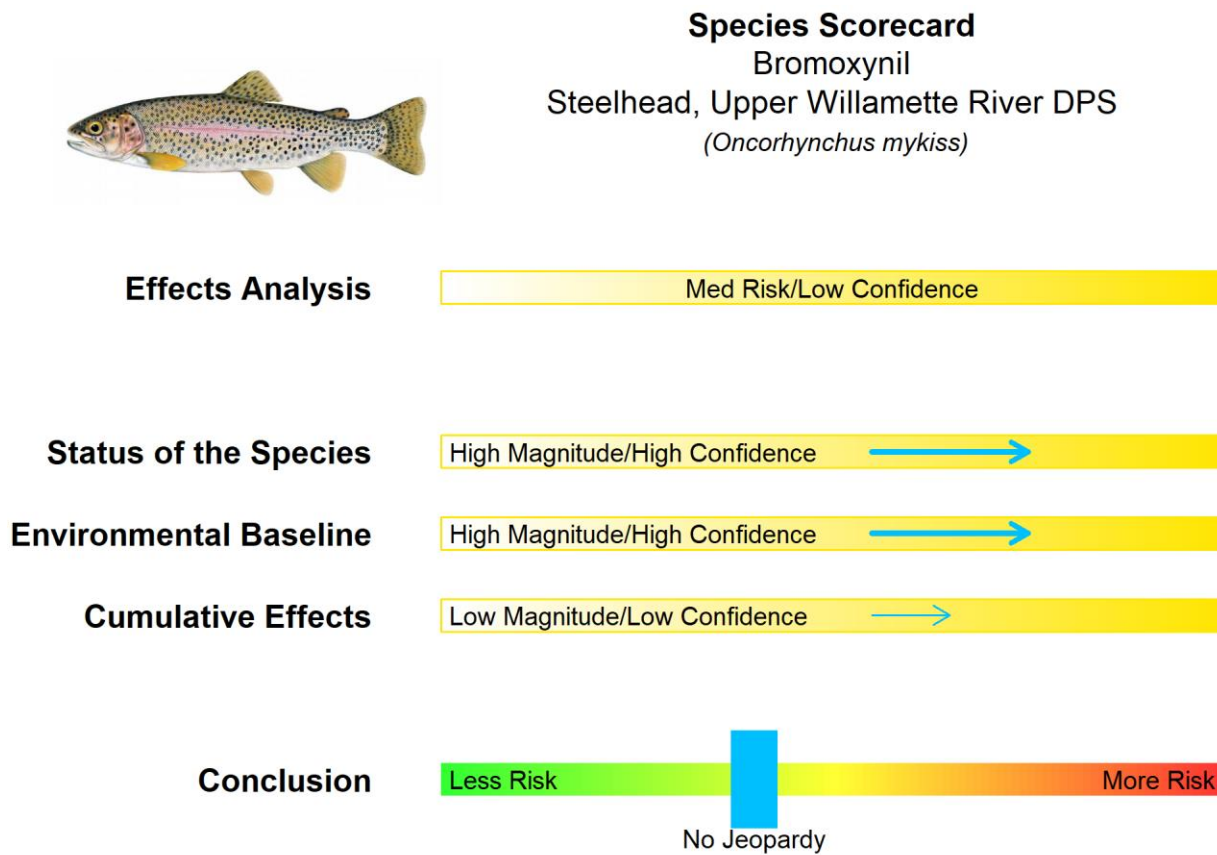 Species Scorecard
Bromoxynil
Steelhead, Upper Willamette River DPS
(Oncorhynchus mykiss)
Effects Analysis
Med Risk/Low Confidence
Status of the Species
High Magnitude/High Confidence
Environmental Baseline
High Magnitude/High Confidence
Cumulative Effects
Low Magnitude/Low Confidence
Conclusion
Less Risk
More Risk
No Jeopardy